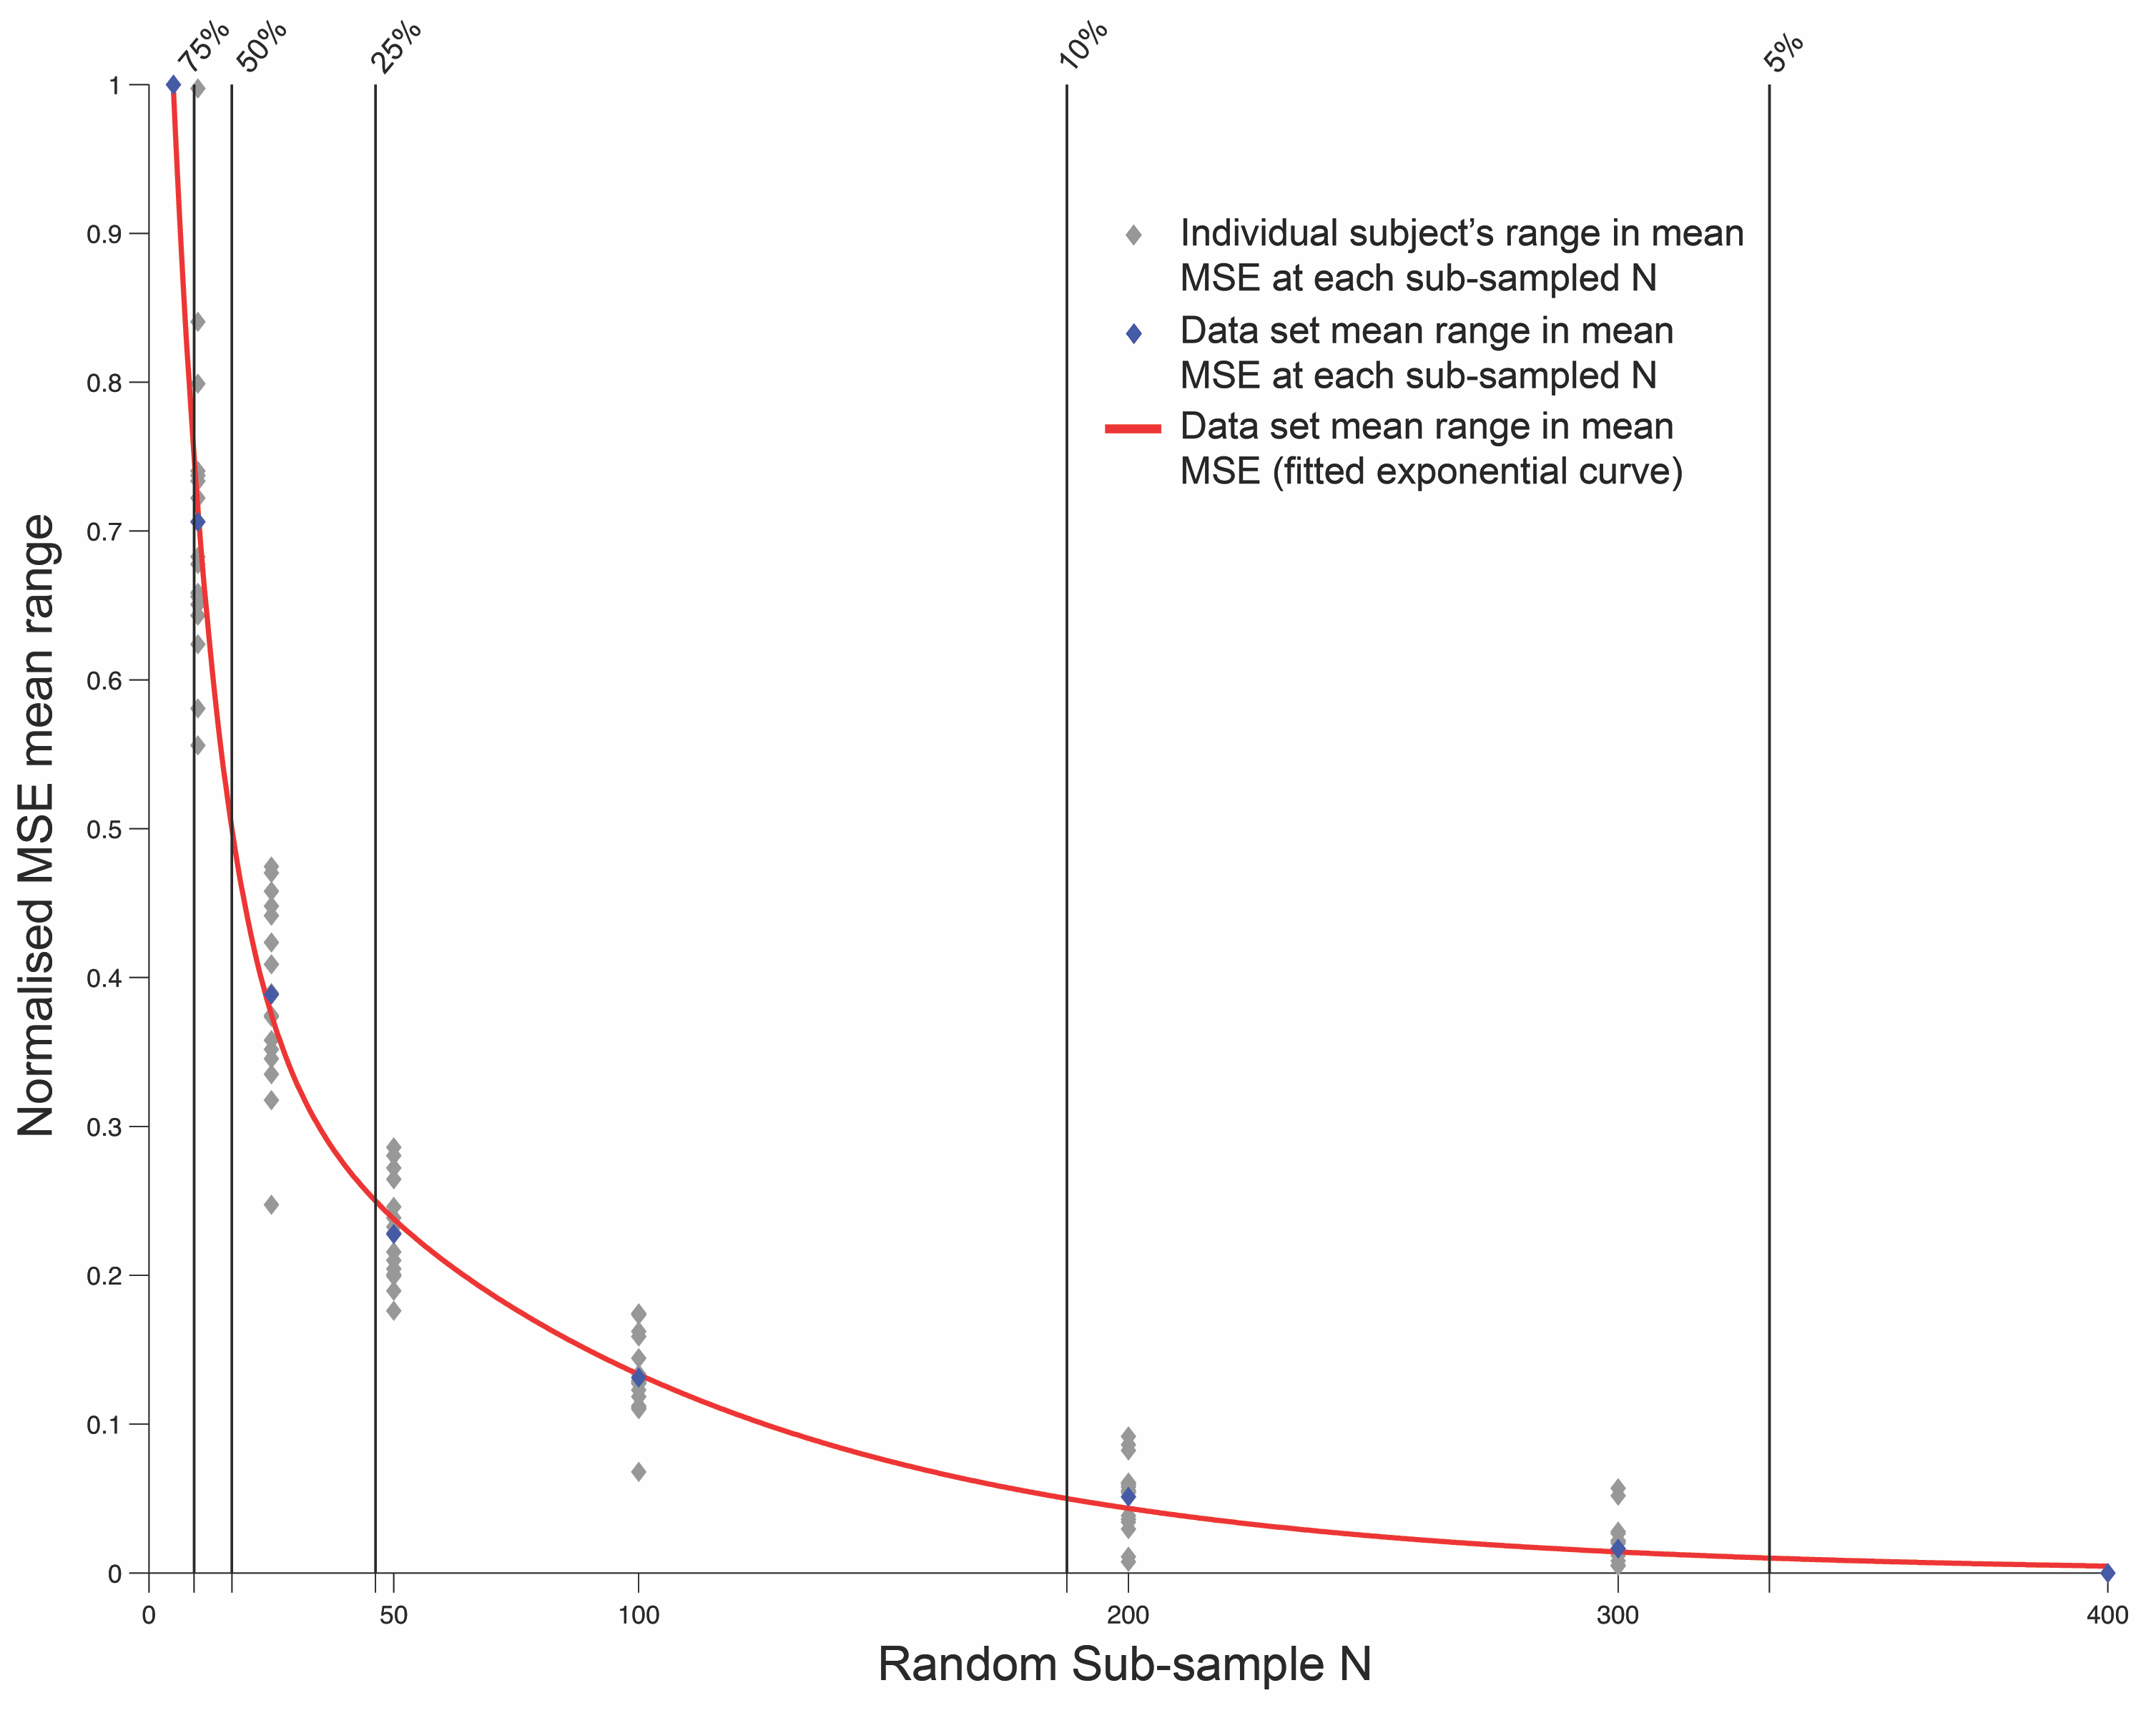 75%
50%
25%
10%
5%
1
0.9
0.8
0.7
0.6
0.5
0.4
0.3
0.2
0.1
0
Normalised MSE mean range
Individual subject's range in mean
MSE at each sub-sampled N
Data set mean range in mean
MSE at each sub-sampled N
Data set mean range in mean
MSE (fitted exponential curve)
0
50
100
200
300
400
Random Sub-sample N